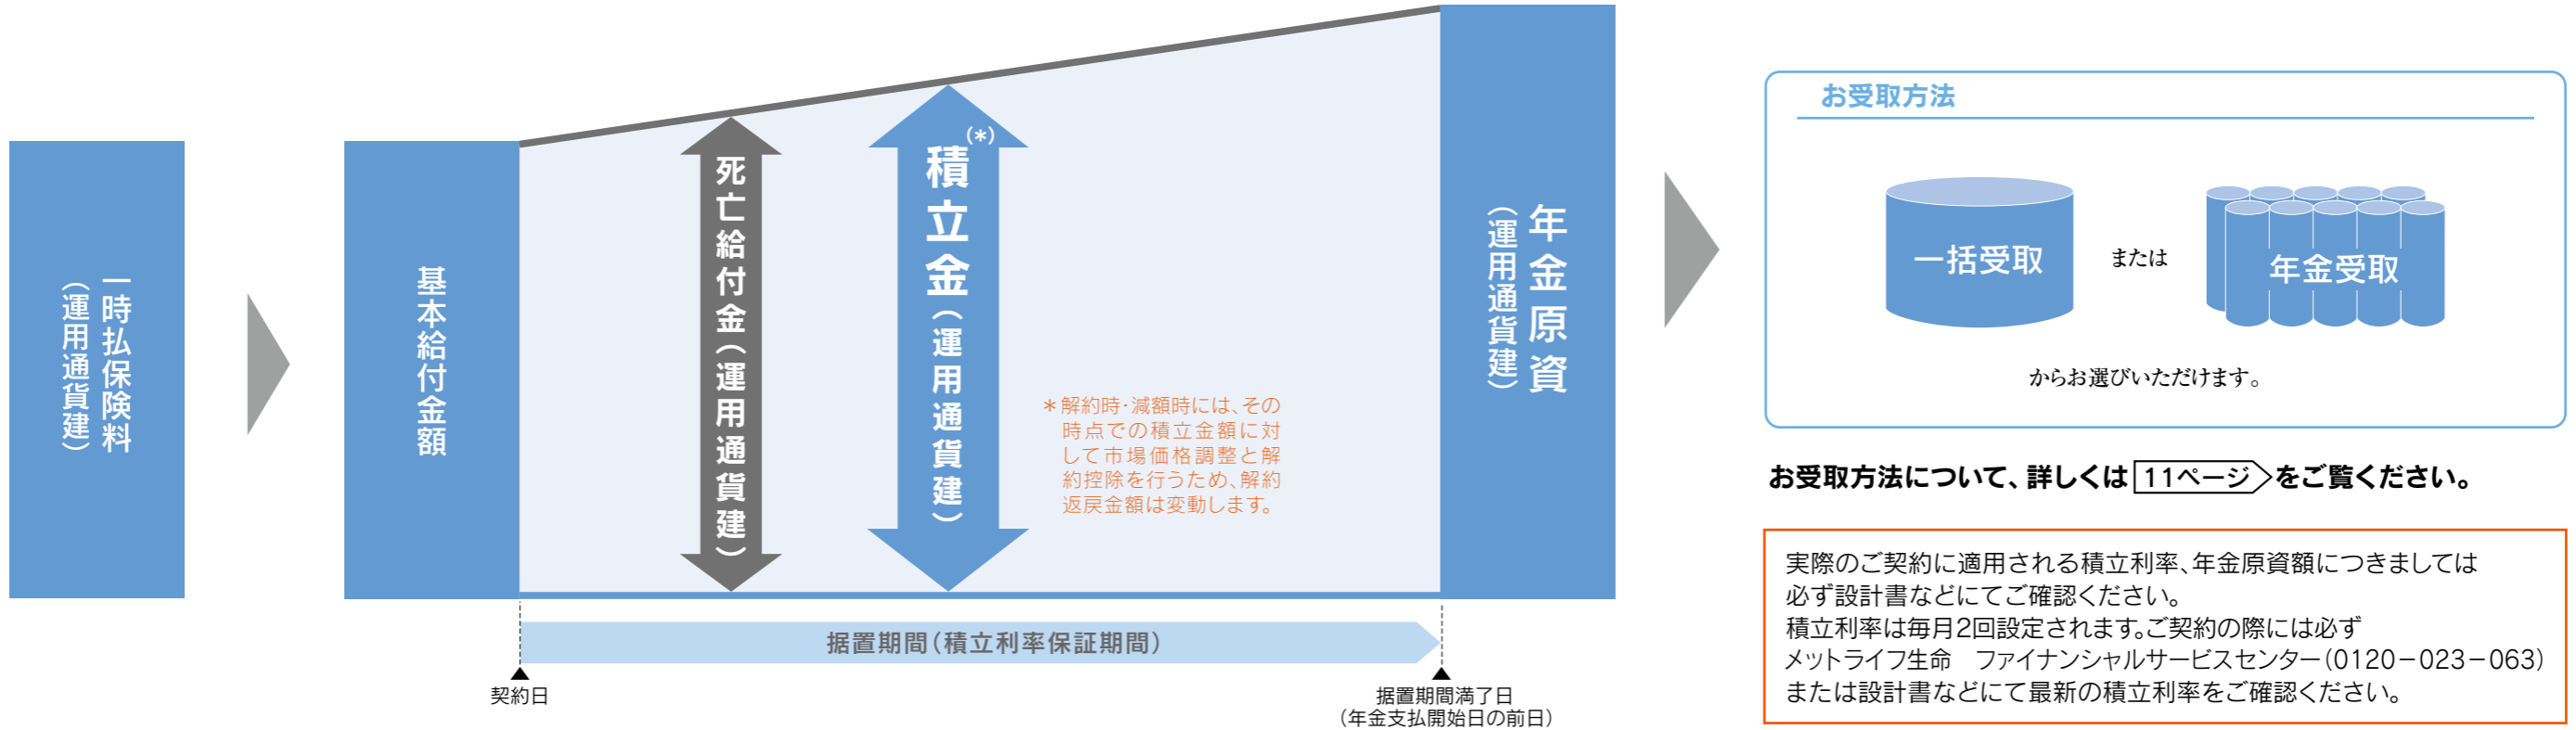 一時払保険料
（運用通貨建）
基本給付金額
死亡給付金（運用通貨建）
積立金（運用通貨建）
(*)
＊解約時・減額時には、その
時点での積立金額に対
して市場価格調整と解
約控除を行うため、解約
返戻金額は変動します。
年金原資
（運用通貨建）
据置期間（積立利率保証期間）
契約日
据置期間満了日
（年金支払開始日の前日）
お受取方法
一括受取
または
年金受取
からお選びいただけます。
お受取方法について、詳しくは 11ページ をご覧ください。
実際のご契約に適用される積立利率、年金原資額につきましては
必ず設計書などにてご確認ください。
積立利率は毎月2回設定されます。ご契約の際には必ず
メットライフ生命　ファイナンシャルサービスセンター（0120－023－063）
または設計書などにて最新の積立利率をご確認ください。